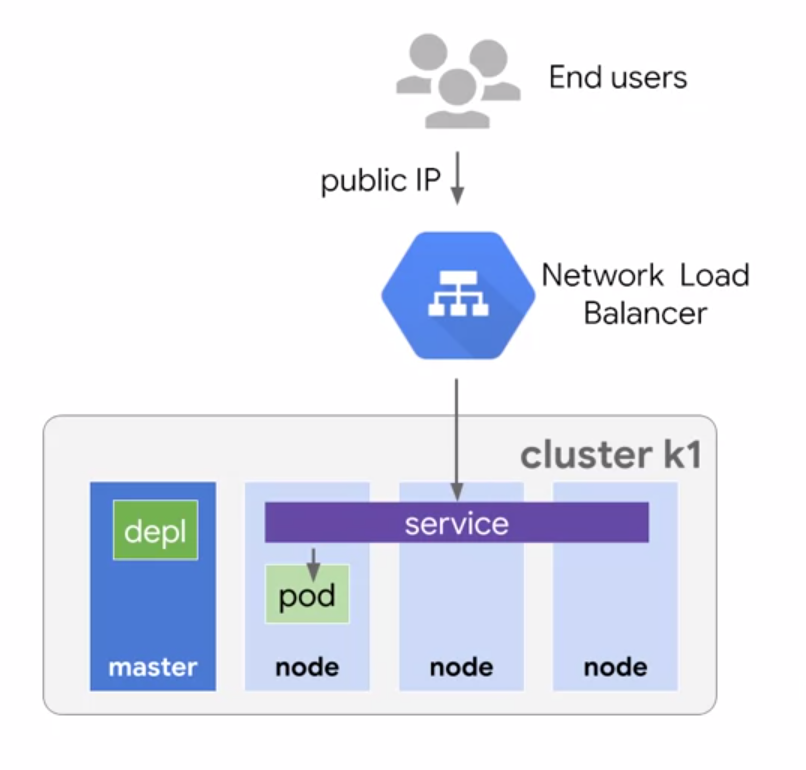 End users
public IP
Network Load
Balancer
cluster k1
depl
service
pod
master
node
node
node